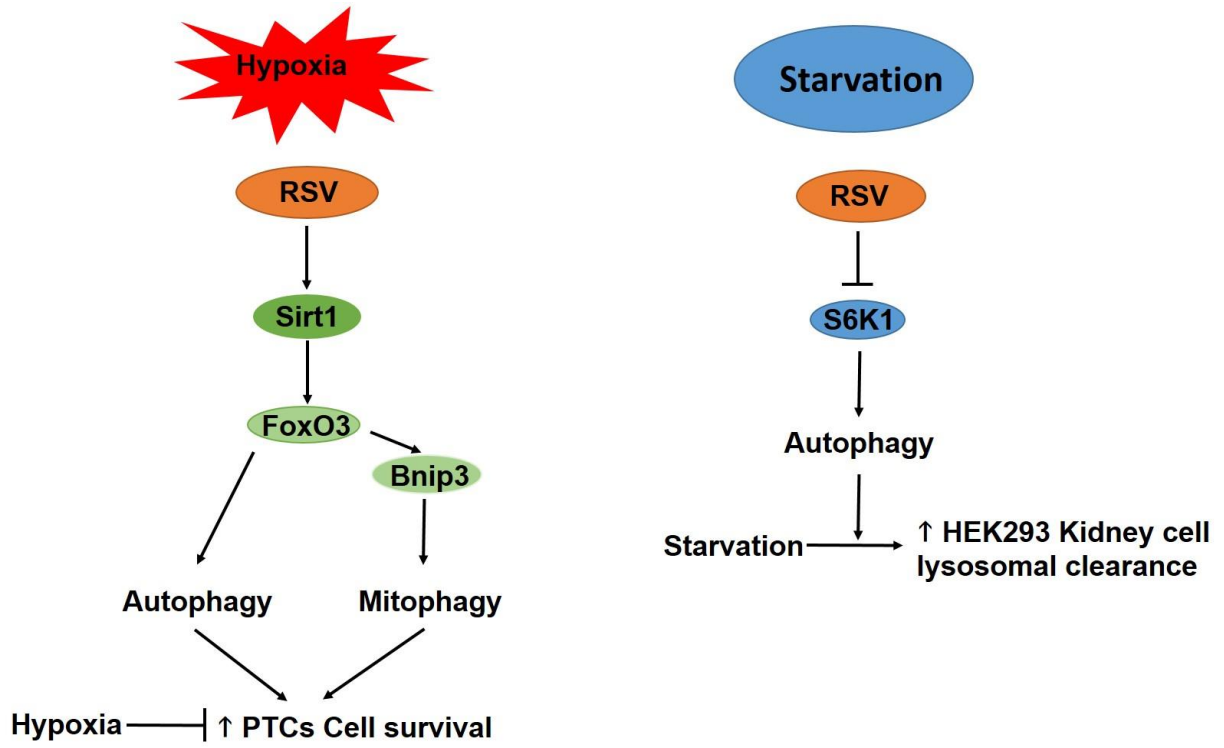 Hypoxia
RSV
Sirt1
FoxO3
Bnip3
Autophagy
Mitophagy
Hypoxia
↑ PTCs Cell survival
Starvation
RSV
S6K1
Autophagy
Starvation
↑ HEK293 Kidney cell
lysosomal clearance